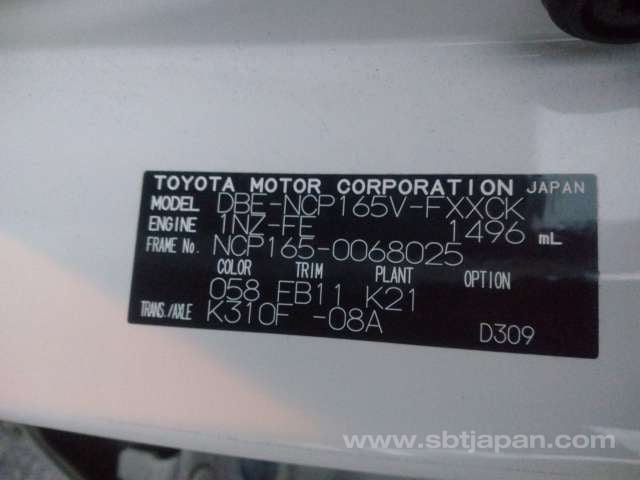 TOYOTA MOTOR CORPORATION JAPAN
MODEL DBE-NCP165V-FXXCK
ENGINE 1NZ-FE 1496 mL
FRAME No. NCP165-0068025
COLOR TRIM PLANT OPTION
058 FB11 K21
TRANS./AXLE K310F -08A
D309
www.sbtjapan.com